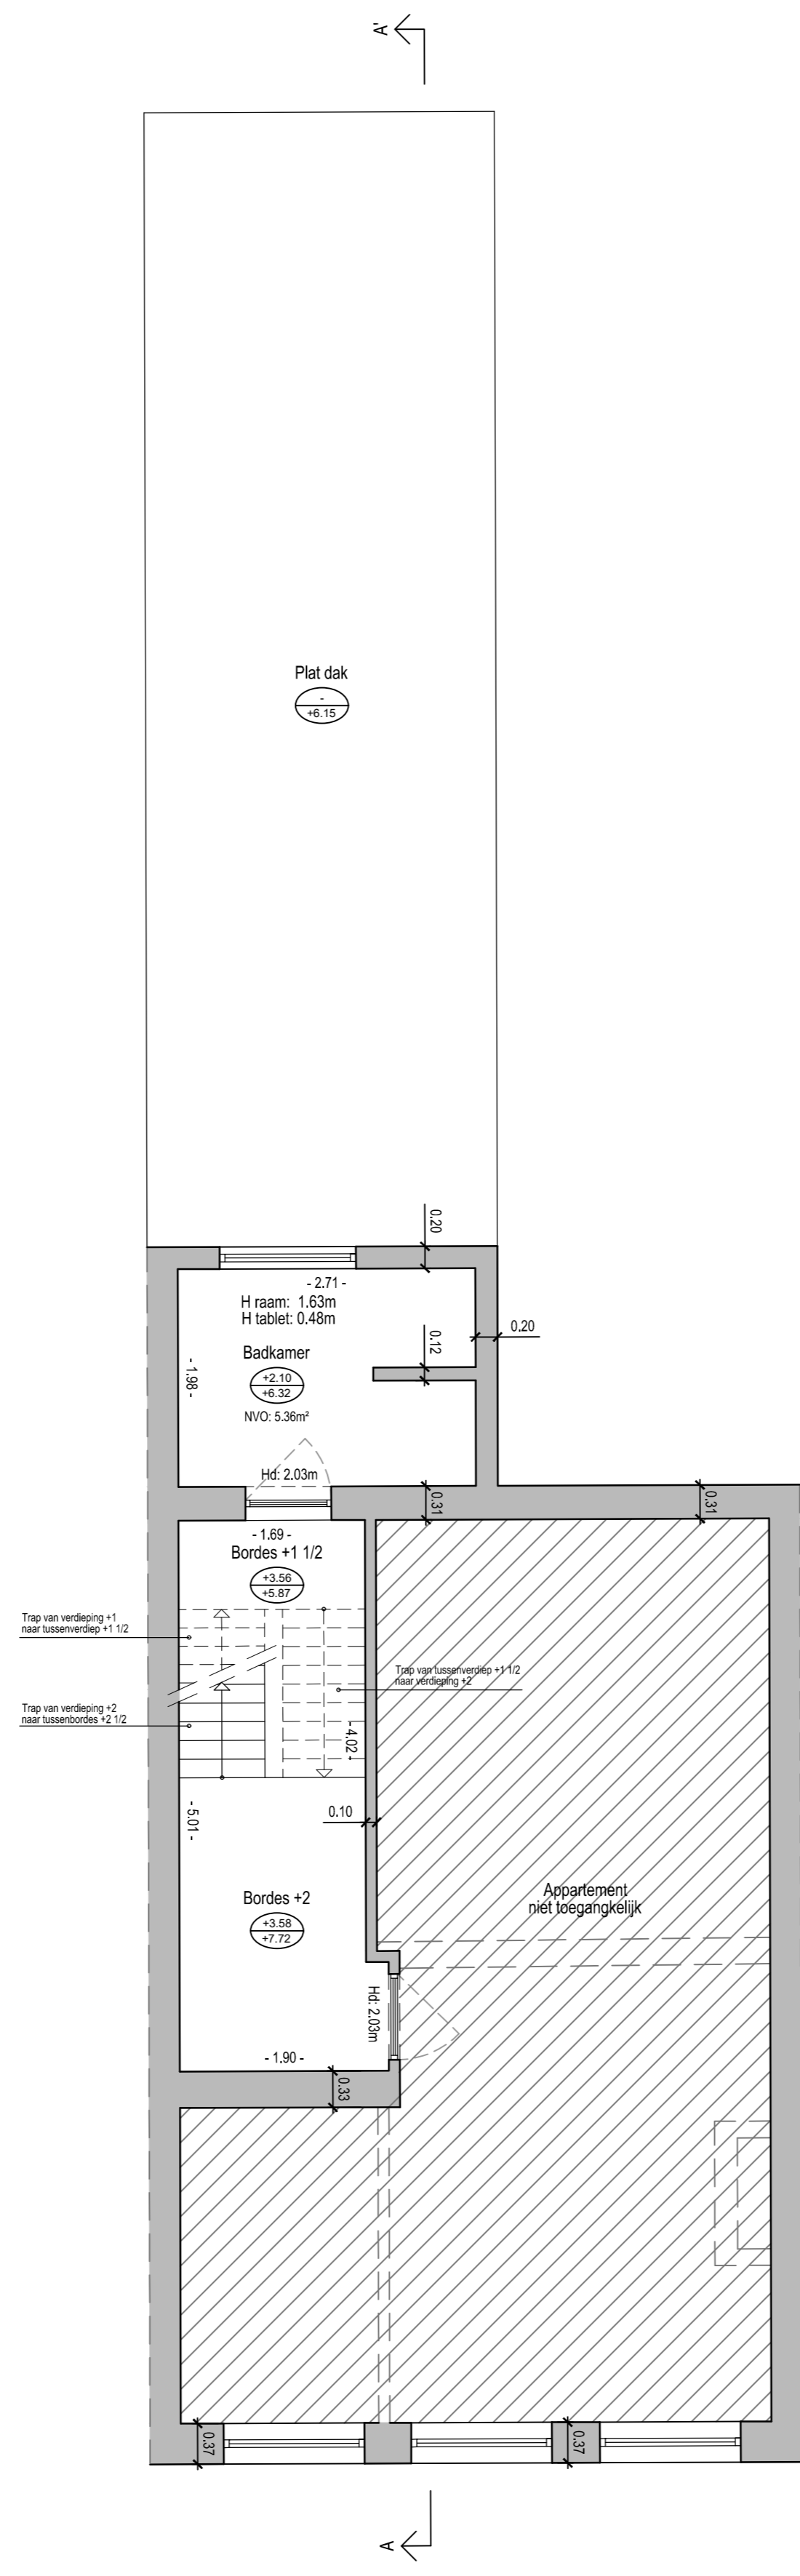 A'
Plat dak
-
+6.15
0.20
- 2.71 -
H raam: 1.63m
H tablet: 0.48m
0.20
0.12
Badkamer
- 1.98 -
+2.10
+6.32
NVO: 5.36m²
Hd: 2.03m
0.31
0.31
- 1.69 -
Bordes +1 1/2
+3.56
+5.87
Trap van verdieping +1
naar tussenverdiep +1 1/2
Trap van tussenverdiep +1 1/2
naar verdieping +2
Trap van verdieping +2
naar tussenbordes +2 1/2
- 4.02 -
- 5.01 -
0.10
Bordes +2
+3.58
+7.72
Appartement
niet toegangkelijk
Hd: 2.03m
- 1.90 -
0.33
0.37
0.37
A